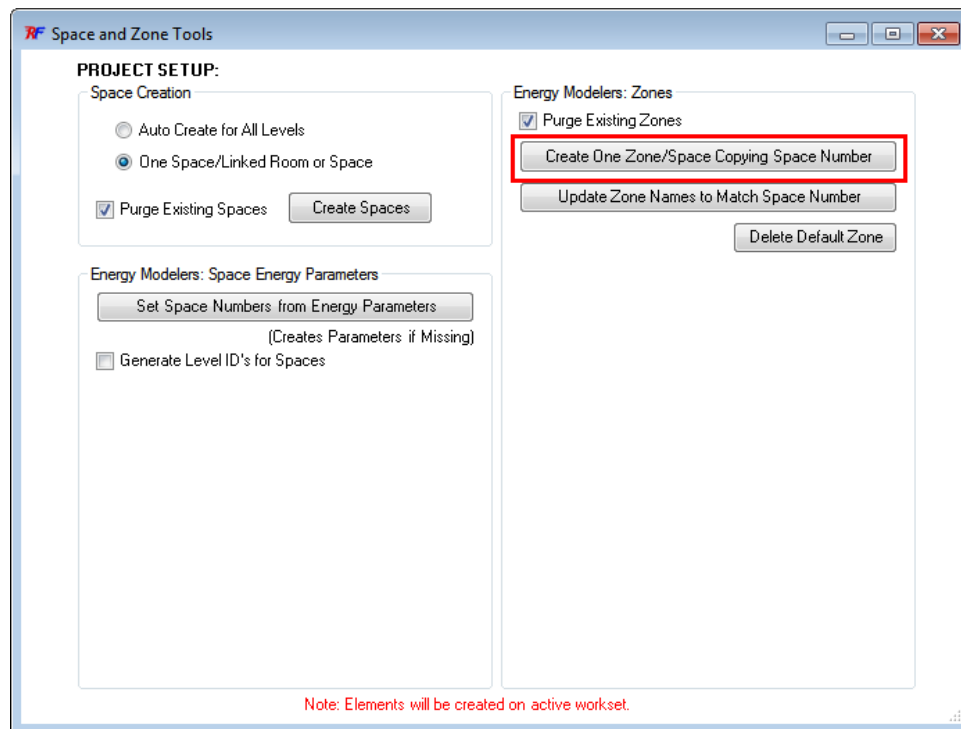 RF Space and Zone Tools
PROJECT SETUP:
Space Creation
Auto Create for All Levels
One Space/Linked Room or Space
Purge Existing Spaces
Create Spaces
Energy Modelers: Space Energy Parameters
Set Space Numbers from Energy Parameters
(Creates Parameters if Missing)
Generate Level ID's for Spaces
Energy Modelers: Zones
Purge Existing Zones
Create One Zone/Space Copying Space Number
Update Zone Names to Match Space Number
Delete Default Zone
Note: Elements will be created on active workset.